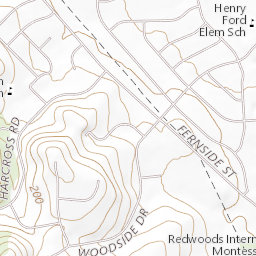 Henry
Ford
Elem Sch
FERNSIDE ST
HARCROSS RD
200
WOODSIDE DR
Redwoods Intern
Montess